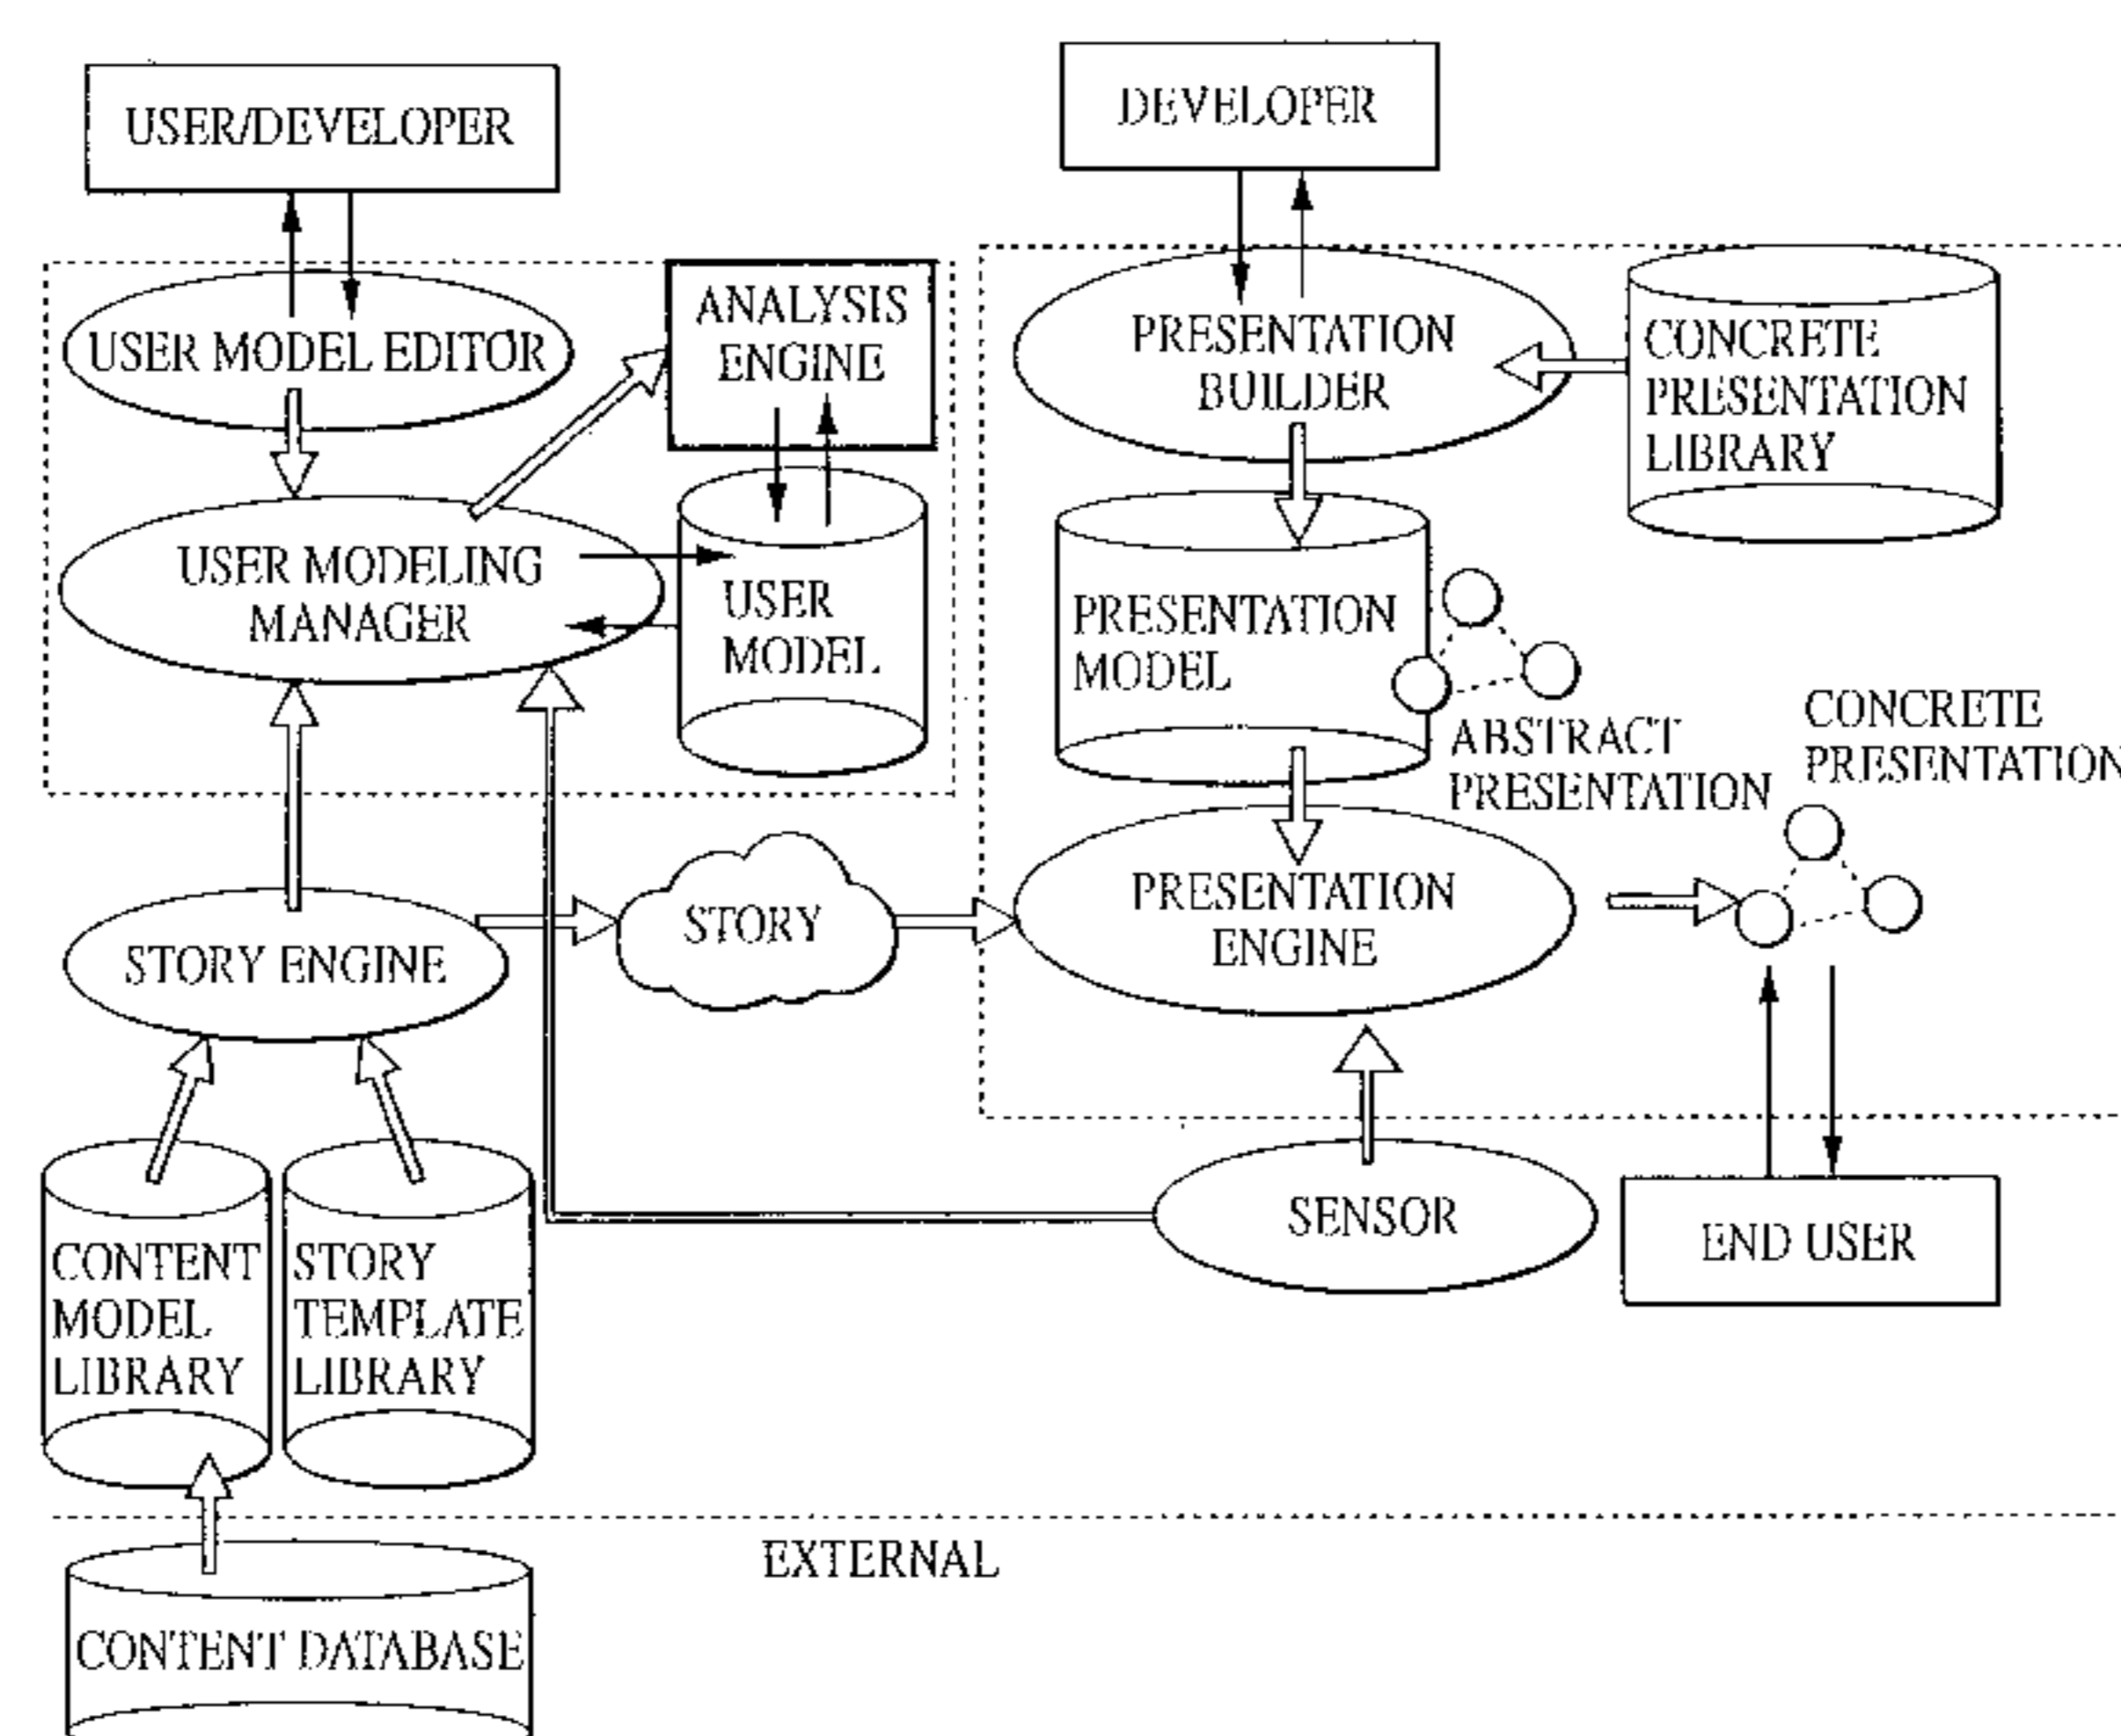 USER/DEVELOPER
DEVELOPER
USER MODEL EDITOR
ANALYSIS
ENGINE
PRESENTATION
BUILDER
CONCRETE
PRESENTATION
LIBRARY
USER MODELING
MANAGER
USER
MODEL
PRESENTATION
MODEL
ABSTRACT
PRESENTATION
CONCRETE
PRESENTATION
STORY ENGINE
STORY
PRESENTATION
ENGINE
CONTENT
MODEL
LIBRARY
STORY
TEMPLATE
LIBRARY
SENSOR
END USER
EXTERNAL
CONTENT DATABASE